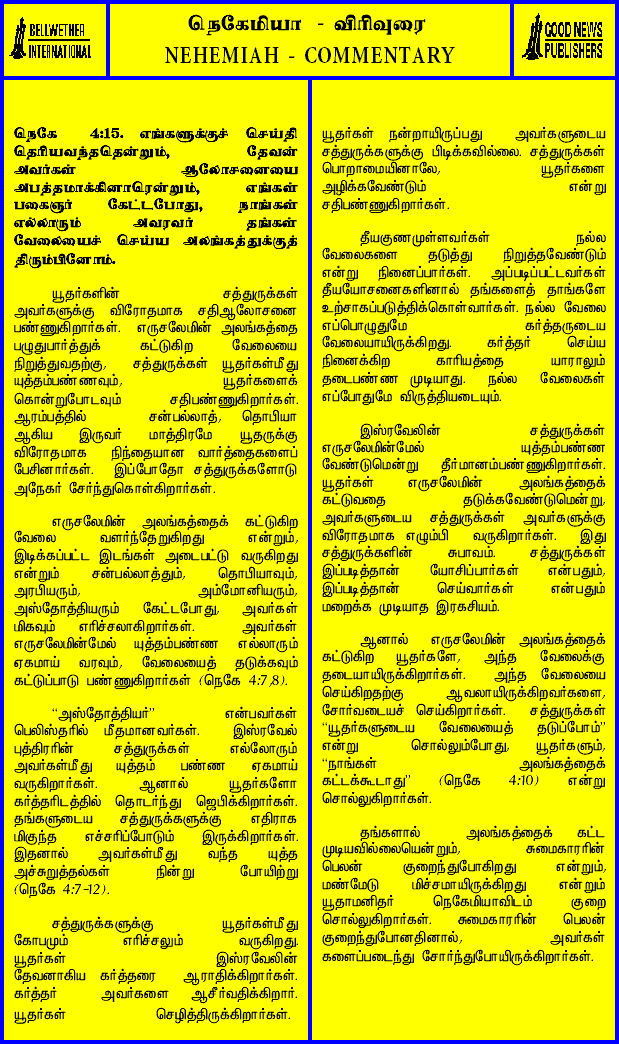 BELLWETHER
INTERNATIONAL
நெகேமியா - விரிவுரை
NEHEMIAH - COMMENTARY
GOOD NEWS
PUBLISHERS
நெகே 4:15. எங்களுக்குச் செய்தி
தெரியவந்ததென்றும், தேவன்
அவர்கள் ஆலோசனையை
அபத்தமாக்கினாரென்றும், எங்கள்
பகைஞர் கேட்டபோது, நாங்கள்
எல்லாரும் அவரவர் தங்கள்
வேலையைச் செய்ய அலங்கத்துக்குத்
திரும்பினோம்.
யூதர்களின் சத்துருக்கள்
அவர்களுக்கு விரோதமாக சதிஆலோசனை
பண்ணுகிறார்கள். எருசலேமின் அலங்கத்தை
பழுதுபார்த்துக் கட்டுகிற வேலையை
நிறுத்துவதற்கு, சத்துருக்கள் யூதர்கள்மீது
யுத்தம்பண்ணவும், யூதர்களைக்
கொன்றுபோடவும் சதிபண்ணுகிறார்கள்.
ஆரம்பத்தில் சன்பல்லாத், தொபியா
ஆகிய இருவர் மாத்திரமே யூதருக்கு
விரோதமாக நிந்தையான வார்த்தைகளைப்
பேசினார்கள். இப்போதோ சத்துருக்களோடு
அநேகர் சேர்ந்துகொள்கிறார்கள்.
எருசலேமின் அலங்கத்தைக் கட்டுகிற
வேலை வளர்ந்தேறுகிறது என்றும்,
இடிக்கப்பட்ட இடங்கள் அடைபட்டு வருகிறது
என்றும் சன்பல்லாத்தும், தொபியாவும்,
அரபியரும், அம்மோனியரும்,
அஸ்தோத்தியரும் கேட்டபோது, அவர்கள்
மிகவும் எரிச்சலாகிறார்கள். அவர்கள்
எருசலேமின்மேல் யுத்தம்பண்ண எல்லாரும்
ஏகமாய் வரவும், வேலையைத் தடுக்கவும்
கட்டுப்பாடு பண்ணுகிறார்கள் (நெகே 4:7,8).
“அஸ்தோத்தியர்” என்பவர்கள்
பெலிஸ்தரில் மீதமானவர்கள். இஸ்ரவேல்
புத்திரரின் சத்துருக்கள் எல்லோரும்
அவர்கள்மீது யுத்தம் பண்ண ஏகமாய்
வருகிறார்கள். ஆனால் யூதர்களோ
கர்த்தரிடத்தில் தொடர்ந்து ஜெபிக்கிறார்கள்.
தங்களுடைய சத்துருக்களுக்கு எதிராக
மிகுந்த எச்சரிப்போடும் இருக்கிறார்கள்.
இதனால் அவர்கள்மீது வந்த யுத்த
அச்சுறுத்தல்கள் நின்று போயிற்று
(நெகே 4:7-12).
சத்துருக்களுக்கு யூதர்கள்மீது
கோபமும் எரிச்சலும் வருகிறது.
யூதர்கள் இஸ்ரவேலின்
தேவனாகிய கர்த்தரை ஆராதிக்கிறார்கள்.
கர்த்தர் அவர்களை ஆசீர்வதிக்கிறார்.
யூதர்கள் செழித்திருக்கிறார்கள்.
யூதர்கள் நன்றாயிருப்பது அவர்களுடைய
சத்துருக்களுக்கு பிடிக்கவில்லை. சத்துருக்கள்
பொறாமையினாலே, யூதர்களை
அழிக்கவேண்டும் என்று
சதிபண்ணுகிறார்கள்.
தீயகுணமுள்ளவர்கள் நல்ல
வேலைகளை தடுத்து நிறுத்தவேண்டும்
என்று நினைப்பார்கள். அப்படிப்பட்டவர்கள்
தீயயோசனைகளினால் தங்களைத் தாங்களே
உற்சாகப்படுத்திக்கொள்வார்கள். நல்ல வேலை
எப்பொழுதுமே கர்த்தருடைய
வேலையாயிருக்கிறது. கர்த்தர் செய்ய
நினைக்கிற காரியத்தை யாராலும்
தடைபண்ண முடியாது. நல்ல வேலைகள்
எப்போதுமே விருத்தியடையும்.
இஸ்ரவேலின் சத்துருக்கள்
எருசலேமின்மேல் யுத்தம்பண்ண
வேண்டுமென்று தீர்மானம்பண்ணுகிறார்கள்.
யூதர்கள் எருசலேமின் அலங்கத்தைக்
கட்டுவதை தடுக்கவேண்டுமென்று,
அவர்களுடைய சத்துருக்கள் அவர்களுக்கு
விரோதமாக எழும்பி வருகிறார்கள். இது
சத்துருக்களின் சுபாவம். சத்துருக்கள்
இப்படித்தான் யோசிப்பார்கள் என்பதும்,
இப்படித்தான் செய்வார்கள் என்பதும்
மறைக்க முடியாத இரகசியம்.
ஆனால் எருசலேமின் அலங்கத்தைக்
கட்டுகிற யூதர்களே, அந்த வேலைக்கு
தடையாயிருக்கிறார்கள். அந்த வேலையை
செய்கிறதற்கு ஆவலாயிருக்கிறவர்களை,
சோர்வடையச் செய்கிறார்கள். சத்துருக்கள்
“யூதர்களுடைய வேலையைத் தடுப்போம்”
என்று சொல்லும்போது, யூதர்களும்,
“நாங்கள் அலங்கத்தைக்
கட்டக்கூடாது” (நெகே 4:10) என்று
சொல்லுகிறார்கள்.
தங்களால் அலங்கத்தைக் கட்ட
முடியவில்லையென்றும், சுமைகாரரின்
பெலன் குறைந்துபோகிறது என்றும்,
மண்மேடு மிச்சமாயிருக்கிறது என்றும்
யூதாமனிதர் நெகேமியாவிடம் குறை
சொல்லுகிறார்கள். சுமைகாரரின் பெலன்
குறைந்துபோனதினால், அவர்கள்
களைப்படைந்து சோர்ந்துபோயிருக்கிறார்கள்.